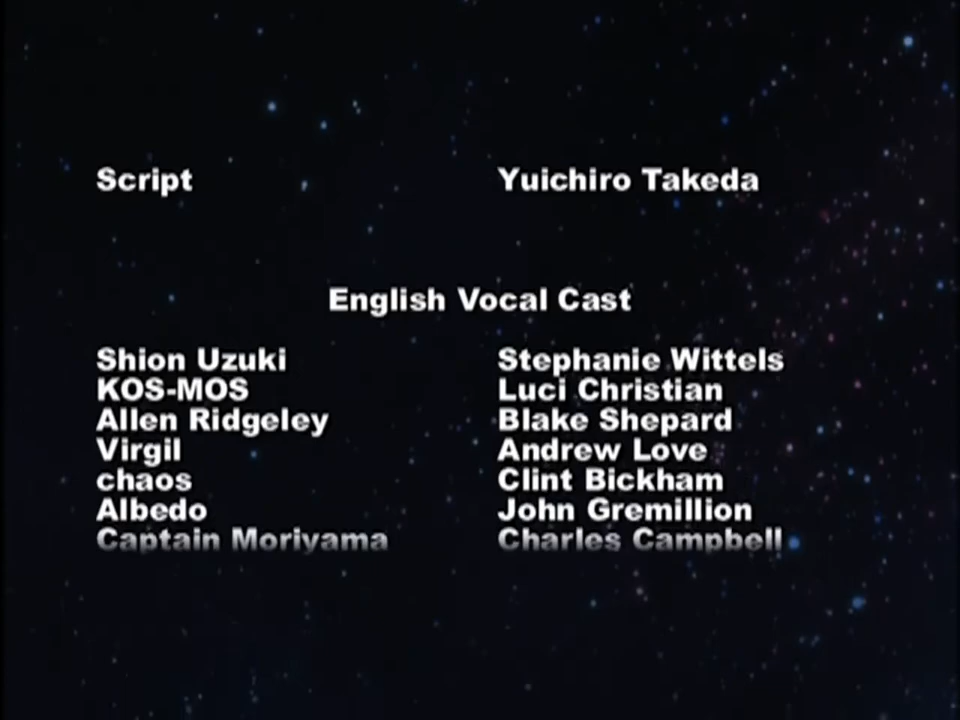 Script Yuichiro Takeda
English Vocal Cast
Shion Uzuki Stephanie Wittels
KOS-MOS Luci Christian
Allen Ridgeley Blake Shepard
Virgil Andrew Love
chaos Clint Bickham
Albedo John Gremillion
Captain Moriyama Charles Campbell